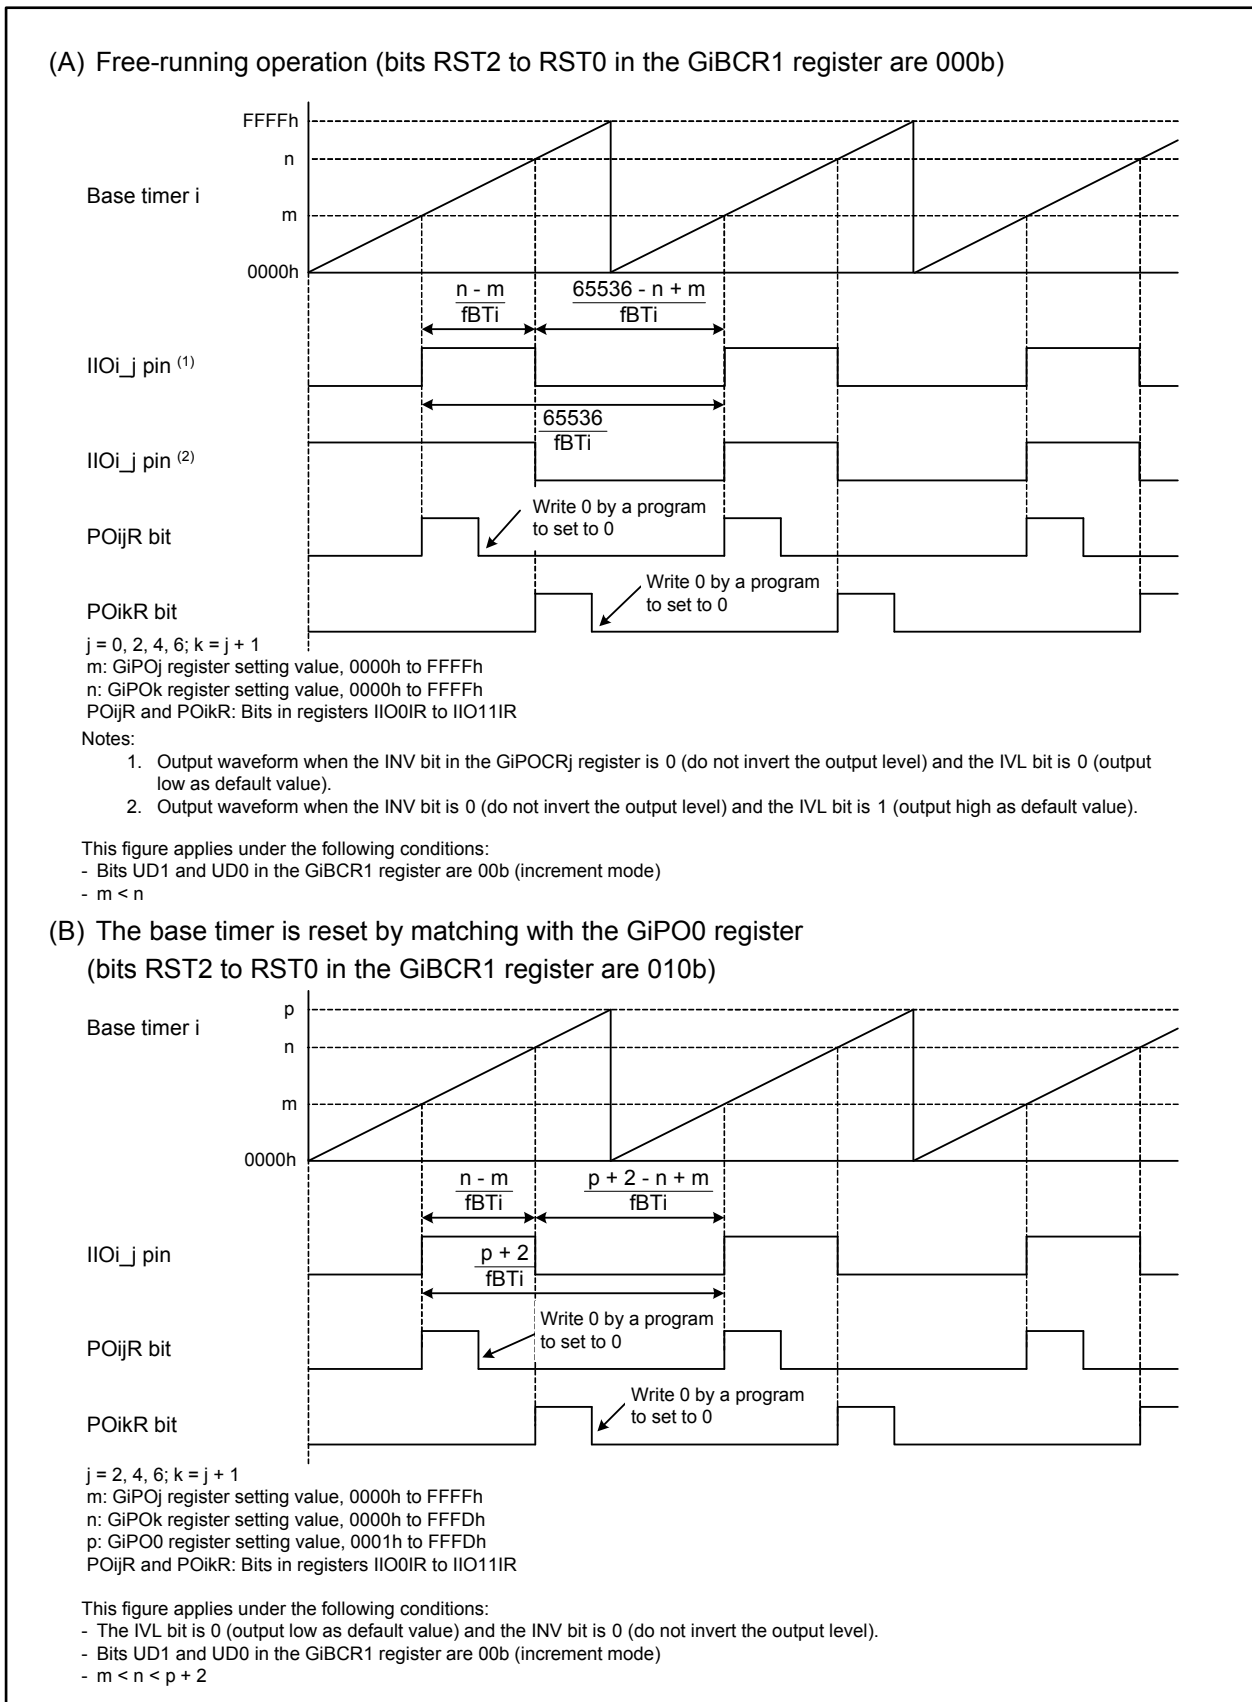 (A) Free-running operation (bits RST2 to RST0 in the GiBCR1 register are 000b)
FFFFh
n
Base timer i
m
0000h
n - m
fBTi
65536 - n + m
fBTi
IIOi_j pin (1)
65536
fBTi
IIOi_j pin (2)
Write 0 by a program
to set to 0
POijR bit
Write 0 by a program
to set to 0
POikR bit
j = 0, 2, 4, 6; k = j + 1
m: GiPOj register setting value, 0000h to FFFFh
n: GiPOk register setting value, 0000h to FFFFh
POijR and POikR: Bits in registers IIO0IR to IIO11IR
Notes:
1. Output waveform when the INV bit in the GiPOCRj register is 0 (do not invert the output level) and the IVL bit is 0 (output
low as default value).
2. Output waveform when the INV bit is 0 (do not invert the output level) and the IVL bit is 1 (output high as default value).
This figure applies under the following conditions:
- Bits UD1 and UD0 in the GiBCR1 register are 00b (increment mode)
- m < n
(B) The base timer is reset by matching with the GiPO0 register
(bits RST2 to RST0 in the GiBCR1 register are 010b)
p
Base timer i
n
m
0000h
n - m
fBTi
p + 2 - n + m
fBTi
IIOi_j pin
p + 2
fBTi
Write 0 by a program
to set to 0
POijR bit
Write 0 by a program
to set to 0
POikR bit
j = 2, 4, 6; k = j + 1
m: GiPOj register setting value, 0000h to FFFFh
n: GiPOk register setting value, 0000h to FFFDh
p: GiPO0 register setting value, 0001h to FFFDh
POijR and POikR: Bits in registers IIO0IR to IIO11IR
This figure applies under the following conditions:
- The IVL bit is 0 (output low as default value) and the INV bit is 0 (do not invert the output level).
- Bits UD1 and UD0 in the GiBCR1 register are 00b (increment mode)
- m < n < p + 2